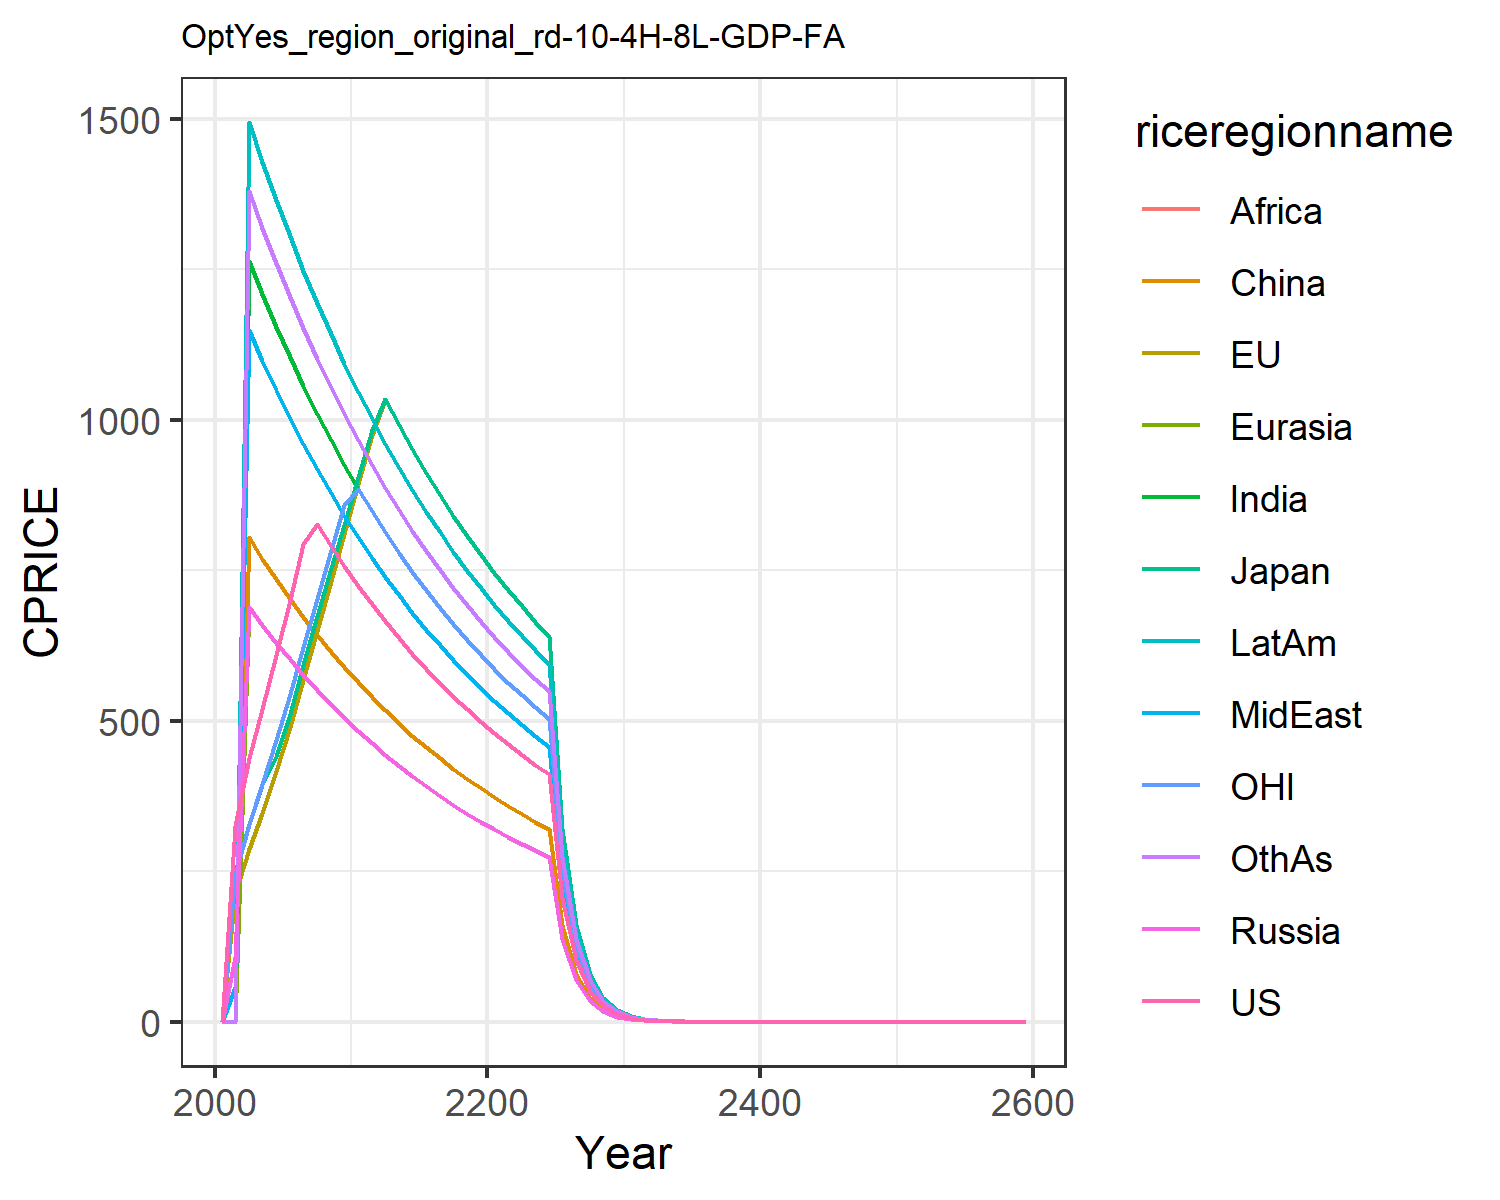 OptYes_region_original_rd-10-4H-8L-GDP-FA
CPRICE
1500
1000
500
0
2000 2200 2400 2600
Year
riceregionname
Africa
China
EU
Eurasia
India
Japan
LatAm
MidEast
OHI
OthAs
Russia
US